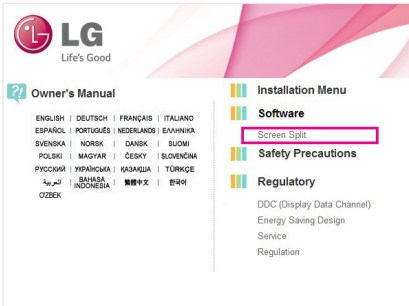 LG
Life's Good
Owner's Manual
ENGLISH | DEUTSCH | FRANÇAIS | ITALIANO
ESPAÑOL | PORTUGUÊS | NEDERLANDS | ΕΛΛΗΝΙΚΑ
SVENSKA | NORSK | DANSK | SUOMI
POLSKI | MAGYAR | ČESKY | SLOVENČINA
РУССКИЙ | УКРАЇНСЬКА | ҚАЗАҚША | TÜRKÇE
العربية | BAHASA INDONESIA | 繁體中文 | 한국어
O'ZBEK
Installation Menu
Software
Screen Split
Safety Precautions
Regulatory
DDC (Display Data Channel)
Energy Saving Design
Service
Regulation